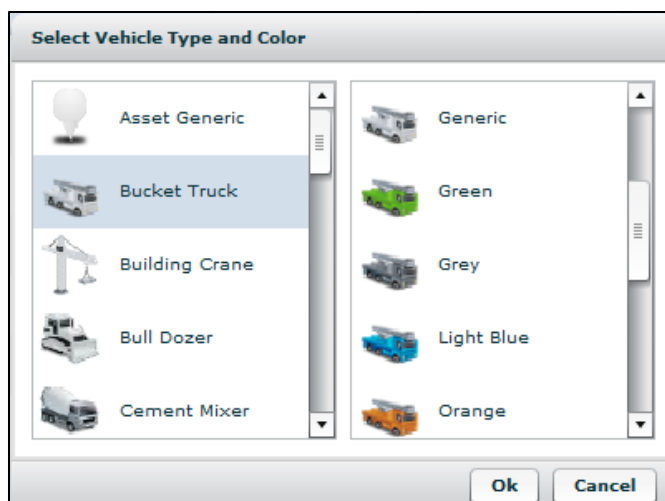 Select Vehicle Type and Color
Asset Generic
Bucket Truck
Building Crane
Bull Dozer
Cement Mixer
Generic
Green
Grey
Light Blue
Orange
Ok
Cancel